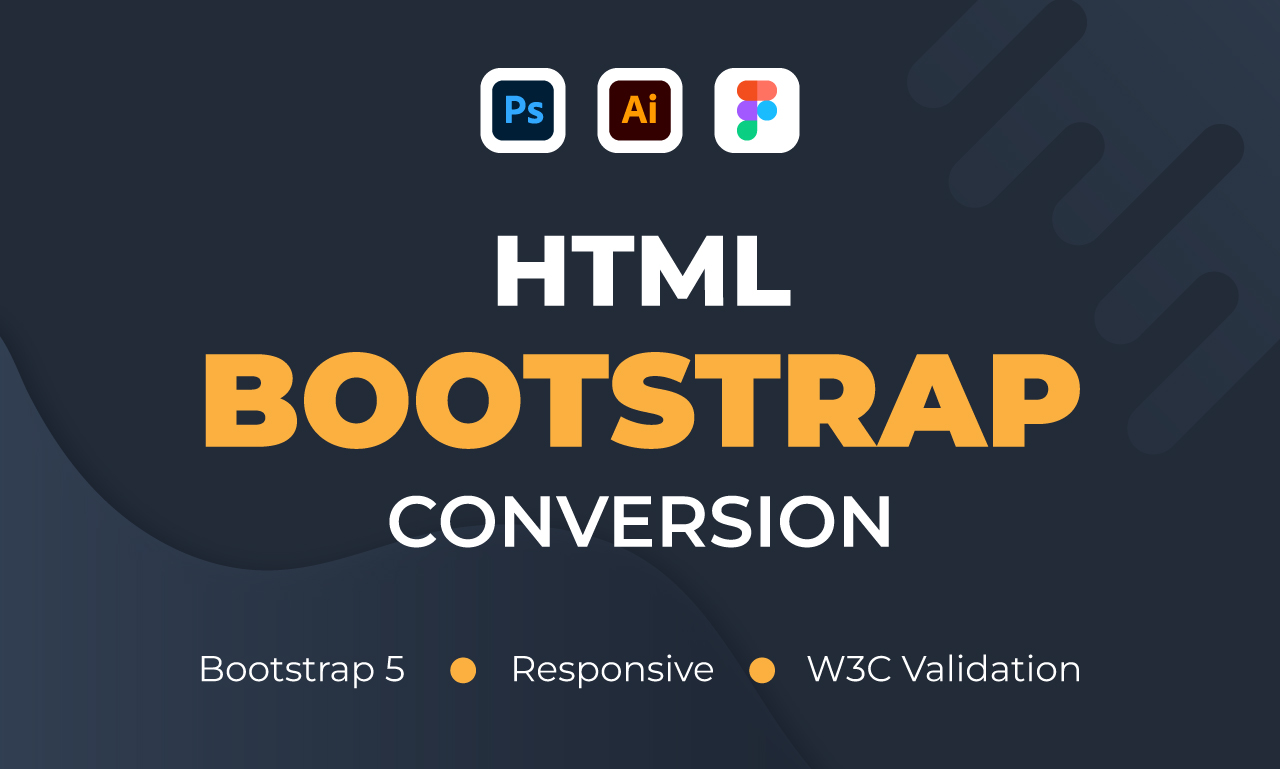 Ps Ai
HTML
BOOTSTRAP
CONVERSION
Bootstrap 5 Responsive W3C Validation